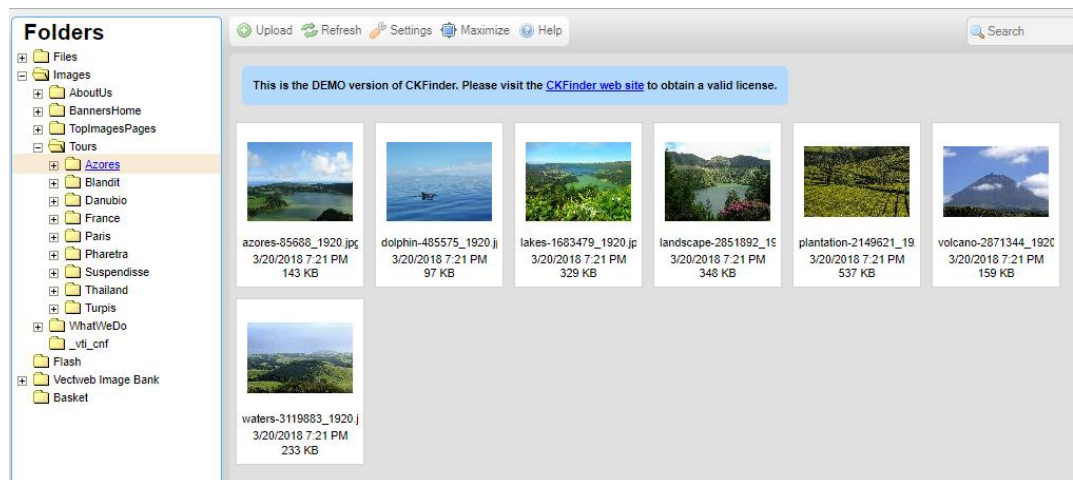 Folders
Files
Images
AboutUs
BannersHome
TopImagesPages
Tours
Azores
Blandit
Danubio
France
Paris
Pharetra
Suspendisse
Thailand
Turpis
WhatWeDo
_vti_cnf
Flash
Vectweb Image Bank
Basket
Upload Refresh Settings Maximize Help Search
This is the DEMO version of CKFinder. Please visit the CKFinder web site to obtain a valid license.
azores-85688_1920.jpg dolphin-485575_1920.j lakes-1683479_1920.jp landscape-2851892_19 plantation-2149621_19 volcano-2871344_1920
3/20/2018 7:21 PM 3/20/2018 7:21 PM 3/20/2018 7:21 PM 3/20/2018 7:21 PM 3/20/2018 7:21 PM 3/20/2018 7:21 PM
143 KB 97 KB 329 KB 348 KB 537 KB 159 KB
waters-3119883_1920.j
3/20/2018 7:21 PM
233 KB